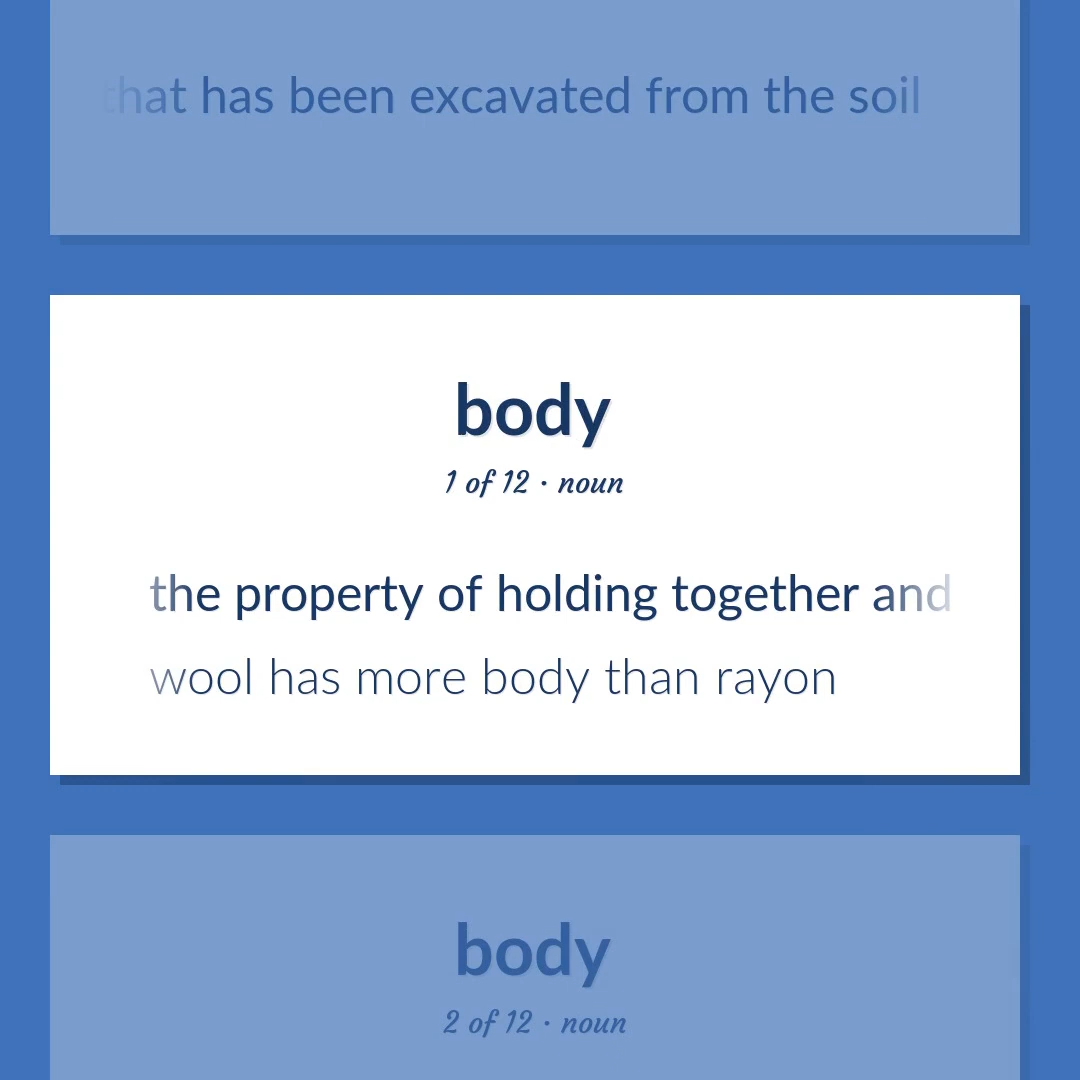 that has been excavated from the soil
body
1 of 12 · noun
the property of holding together and
wool has more body than rayon
body
2 of 12 · noun